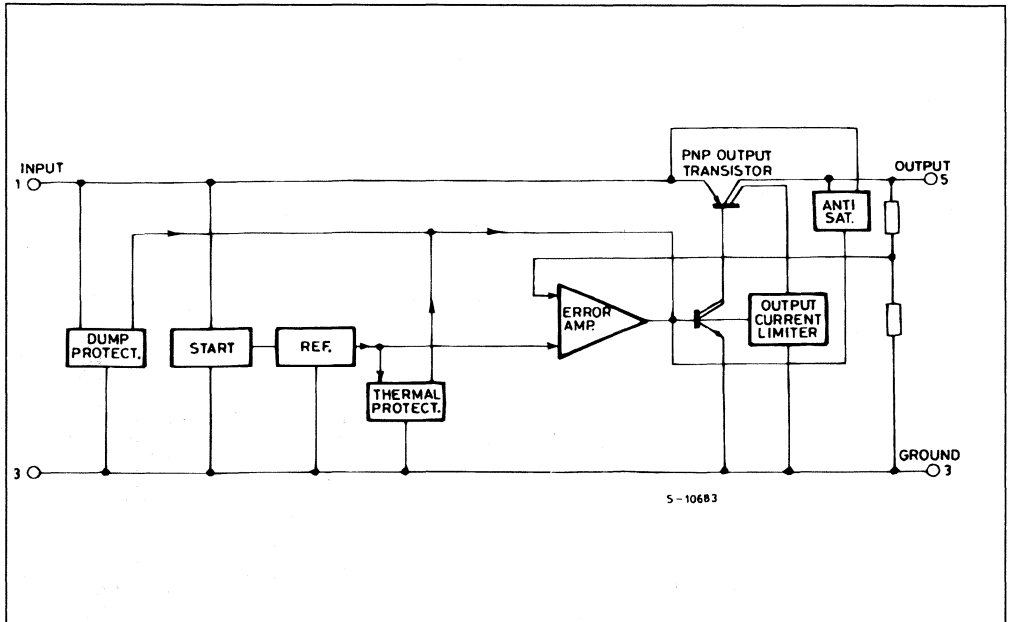 INPUT
1
PNP OUTPUT
TRANSISTOR
OUTPUT
5
ANTI
SAT.
DUMP
PROTECT.
START
REF.
THERMAL
PROTECT.
ERROR
AMP.
OUTPUT
CURRENT
LIMITER
3
GROUND
3
S-10683